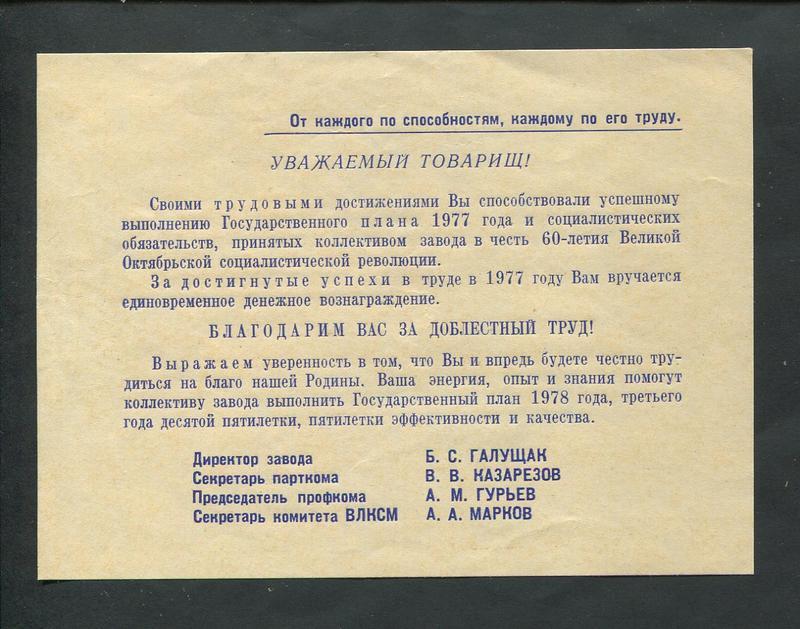 От каждого по способностям, каждому по его труду.
УВАЖАЕМЫЙ ТОВАРИЩ!
Своими трудовыми достижениями Вы способствовали успешному
выполнению Государственного плана 1977 года и социалистических
обязательств, принятых коллективом завода в честь 60-летия Великой
Октябрьской социалистической революции.
За достигнутые успехи в труде в 1977 году Вам вручается
единовременное денежное вознаграждение.
БЛАГОДАРИМ ВАС ЗА ДОБЛЕСТНЫЙ ТРУД!
Выражаем уверенность в том, что Вы и впредь будете честно тру-
диться на благо нашей Родины. Ваша энергия, опыт и знания помогут
коллективу завода выполнить Государственный план 1978 года, третьего
года десятой пятилетки, пятилетки эффективности и качества.
Директор завода Б. С. ГАЛУЩАК
Секретарь парткома В. В. КАЗАРЕЗОВ
Председатель профкома А. М. ГУРЬЕВ
Секретарь комитета ВЛКСМ А. А. МАРКОВ